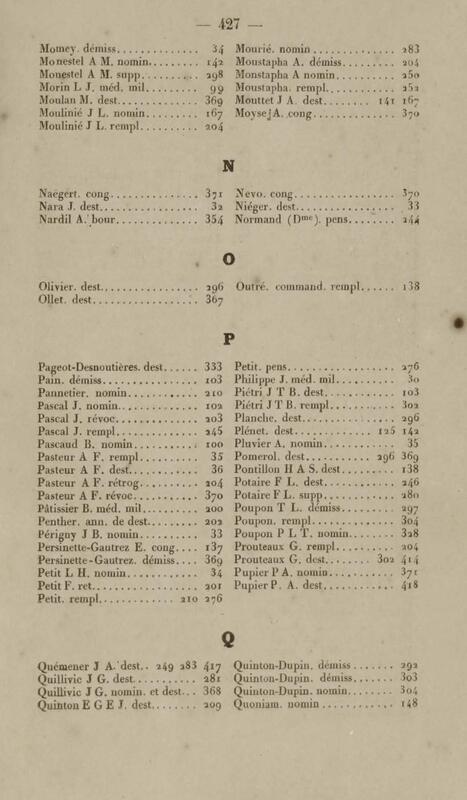 — 427 —
Momey. démiss............... 34
Monestel A M. nomin......... 142
Monestel A M. supp.......... 298
Morin L J. méd. mil......... 99
Moulan M. dest.............. 369
Moulinié J L. nomin......... 167
Moulinié J L. rempl......... 204
Mourié. nomin............... 283
Moustapha A. démiss......... 204
Monstapha A nomin........... 250
Moustapha. rempl............ 252
Mouttet J A. dest...... 141 167
Moysej A. cong.............. 370
N
Naegert. cong............... 371
Nara J. dest................ 32
Nardil A. bour.............. 354
Nevo. cong.................. 370
Niéger. dest................ 33
Normand (Dme). pens......... 244
O
Olivier. dest............... 296
Ollet. dest................. 367
Outré. command. rempl...... 138
P
Pageot-Desnoutières. dest...... 333
Pain. démiss................ 103
Pannetier. nomin............ 210
Pascal J. nomin............. 102
Pascal J. révoc............. 203
Pascal J. rempl............. 245
Pascaud B. nomin............ 100
Pasteur A F. rempl.......... 35
Pasteur A F. dest........... 36
Pasteur A F. rétrog......... 204
Pasteur A F. révoc.......... 370
Pâtissier B. méd. mil....... 200
Penther. ann. de dest....... 202
Périgny J B. nomin.......... 33
Persinette-Gautrez E. cong.... 137
Persinette-Gautrez. démiss.... 369
Petit L H. nomin............ 34
Petit F. ret................ 201
Petit. rempl........... 210 276
Petit. pens................. 276
Philippe J. méd. mil........ 30
Piétri J T B. dest.......... 103
Piétri J T B. rempl......... 302
Planche. dest............... 296
Plénet. dest........... 125 142
Pluvier A. nomin............ 35
Pomerol. dest.......... 296 369
Pontillon H A S. dest....... 138
Potaire F L. dest........... 246
Potaire F L. supp........... 280
Poupon T L. démiss.......... 297
Poupon. rempl............... 304
Poupon P L T. nomin......... 328
Prouteaux G. rempl.......... 204
Prouteaux G. dest...... 302 414
Pupier P A. nomin........... 371
Pupier P. A. dest........... 418
Q
Quémener J A. dest.. 249 283 417
Quillivic J G. dest......... 281
Quillivic J G. nomin. et dest... 368
Quinton E G E J. dest....... 209
Quinton-Dupin. démiss....... 292
Quinton-Dupin. démiss....... 303
Quinton-Dupin. nomin........ 304
Quoniam. nomin.............. 148